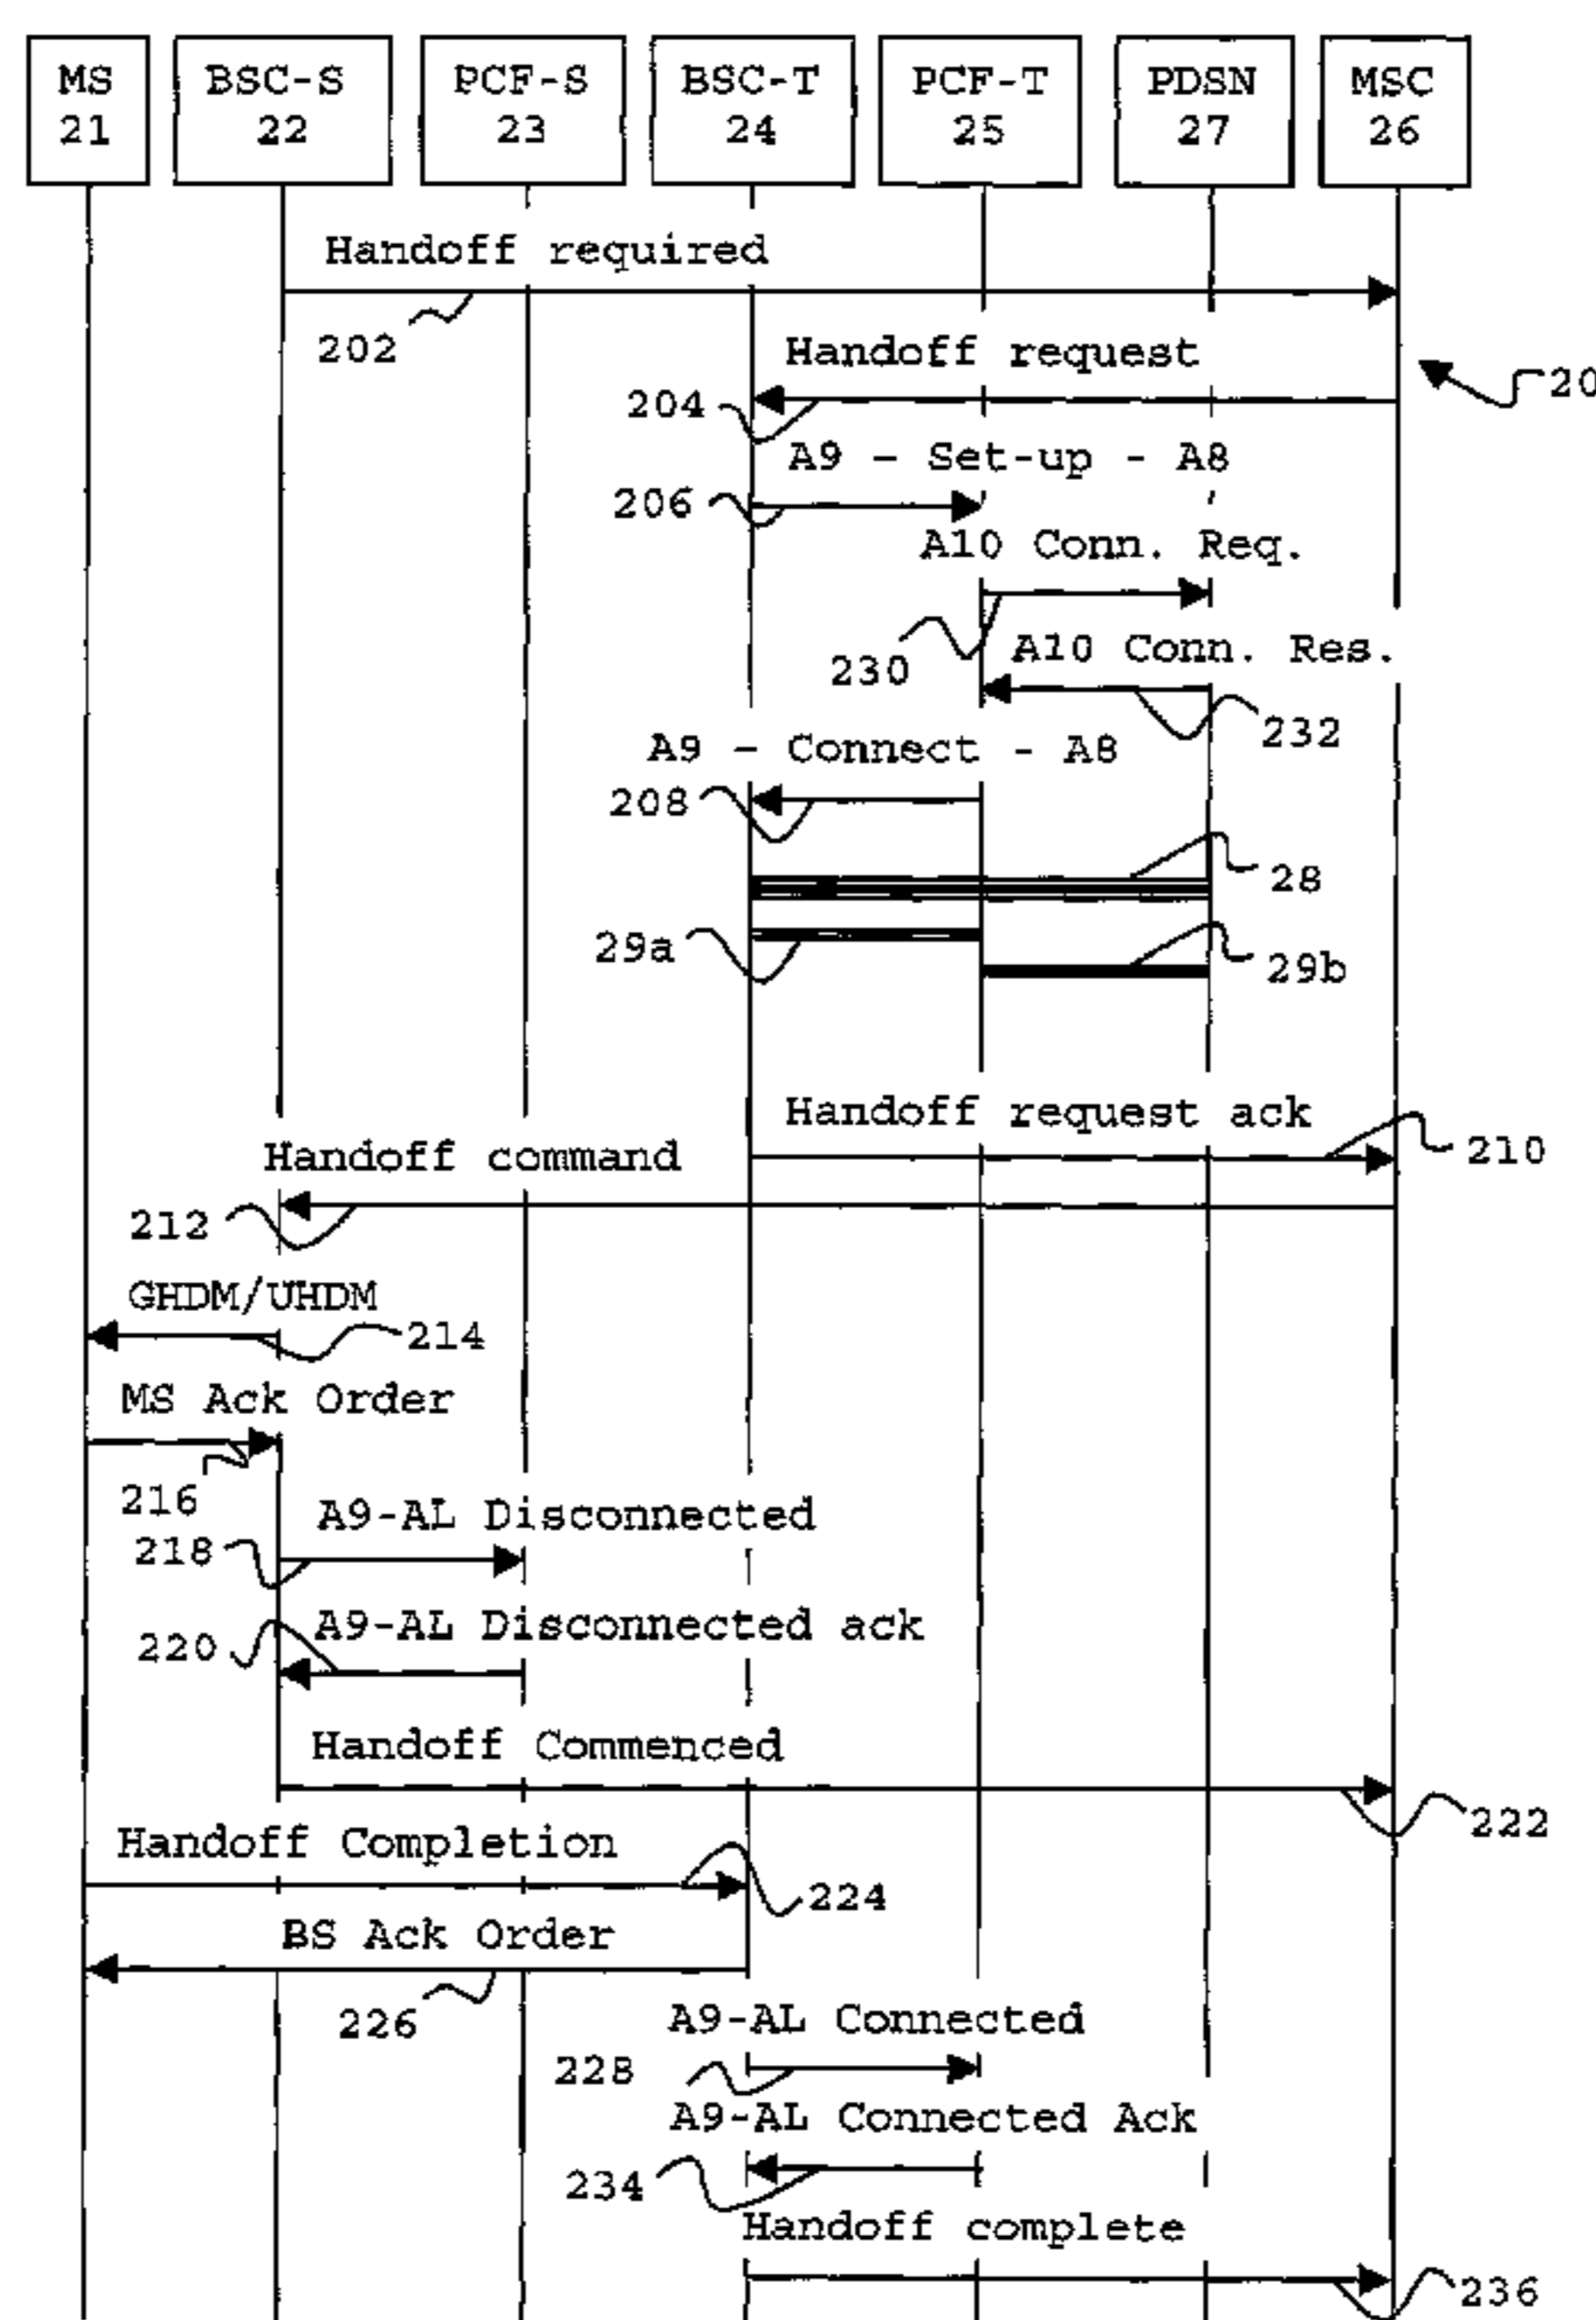 MS BSC-S PCF-S BSC-T PCF-T PDSN MSC
21 22 23 24 25 27 26
Handoff required
202
Handoff request
20
204
A9 - Set-up - A8
206
A10 Conn. Req.
230
A10 Conn. Res.
232
A9 - Connect - A8
208
28
29a
29b
Handoff request ack
210
Handoff command
212
GHDM/UHDM
214
MS Ack Order
216
A9-AL Disconnected
218
A9-AL Disconnected ack
220
Handoff Commenced
222
Handoff Completion
224
BS Ack Order
226
A9-AL Connected
228
A9-AL Connected Ack
234
Handoff complete
236